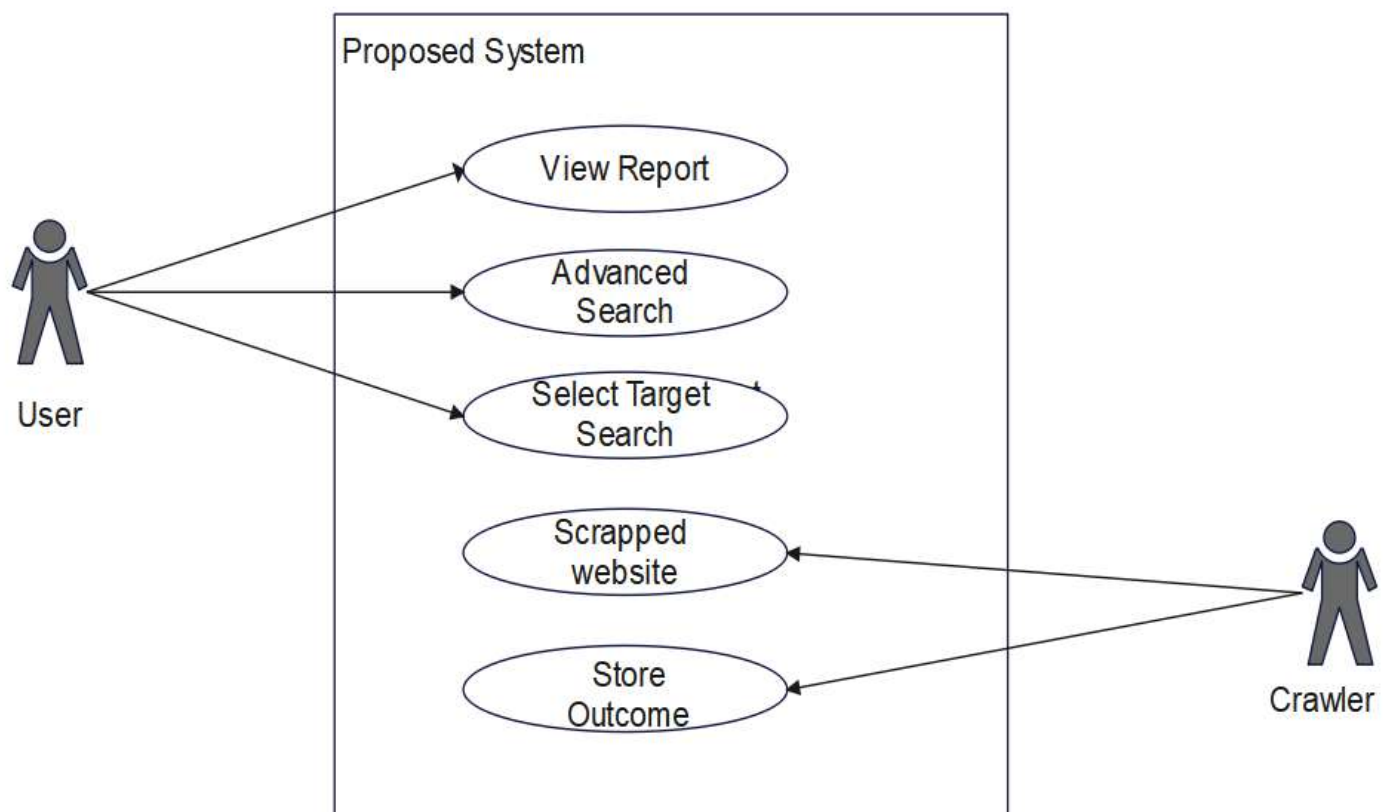 Proposed System
View Report
Advanced
Search
Select Target
Search
User
Scrapped
website
Store
Outcome
Crawler